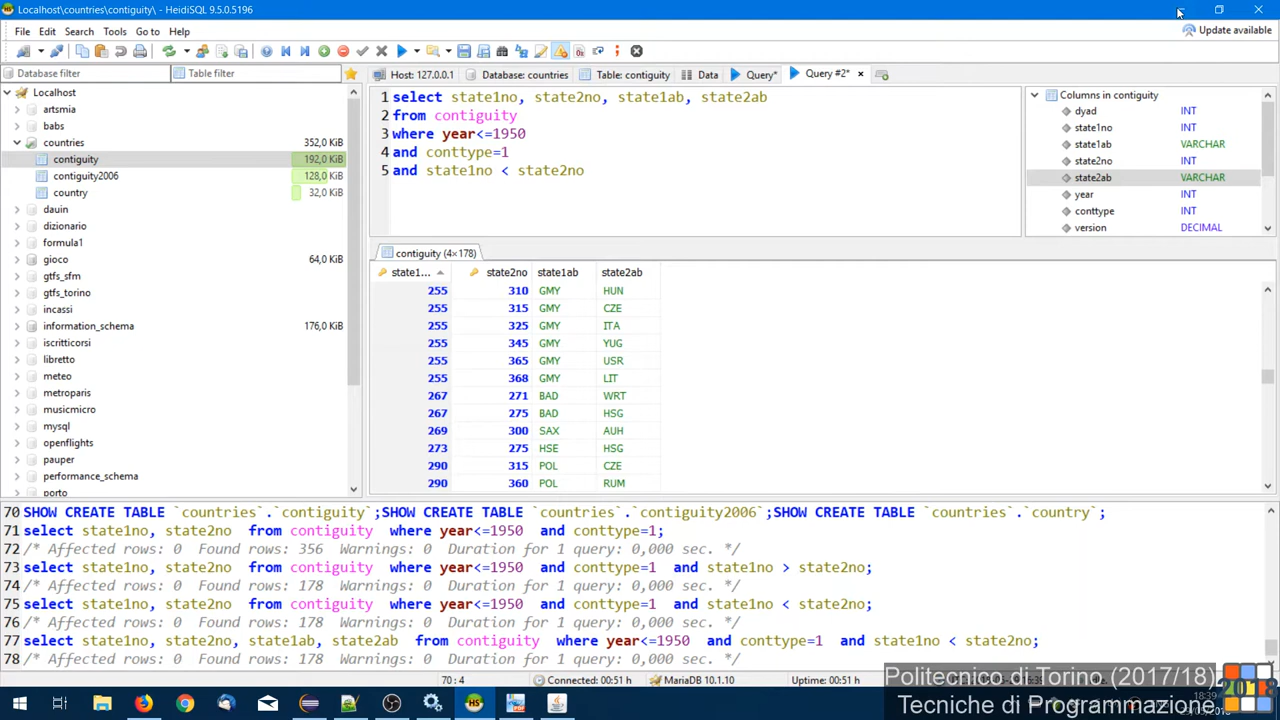 Localhost\countries\contiguity\ - HeidiSQL 9.5.0.5196
File Edit Search Tools Go to Help
Update available
Database filter Table filter
Host: 127.0.0.1 Database: countries Table: contiguity Data Query* Query #2*
Localhost
artsmia
babs
countries 352,0 KiB
contiguity 192,0 KiB
contiguity2006 128,0 KiB
country 32,0 KiB
dauin
dizionario
formula1
gioco 64,0 KiB
gtfs_sfm
gtfs_torino
incassi
information_schema 176,0 KiB
iscritticorsi
libretto
meteo
metroparis
musicmicro
mysql
openflights
pauper
performance_schema
porto
1 select state1no, state2no, state1ab, state2ab
2 from contiguity
3 where year<=1950
4 and conttype=1
5 and state1no < state2no
Columns in contiguity
dyad INT
state1no INT
state1ab VARCHAR
state2no INT
state2ab VARCHAR
year INT
conttype INT
version DECIMAL
contiguity (4×178)
state1... state2no state1ab state2ab
255 310 GMY HUN
255 315 GMY CZE
255 325 GMY ITA
255 345 GMY YUG
255 365 GMY USR
255 368 GMY LIT
267 271 BAD WRT
267 275 BAD HSG
269 300 SAX AUH
273 275 HSE HSG
290 315 POL CZE
290 360 POL RUM
70 SHOW CREATE TABLE `countries`.`contiguity`;SHOW CREATE TABLE `countries`.`contiguity2006`;SHOW CREATE TABLE `countries`.`country`;
71 select state1no, state2no from contiguity where year<=1950 and conttype=1;
72 /* Affected rows: 0 Found rows: 356 Warnings: 0 Duration for 1 query: 0,000 sec. */
73 select state1no, state2no from contiguity where year<=1950 and conttype=1 and state1no > state2no;
74 /* Affected rows: 0 Found rows: 178 Warnings: 0 Duration for 1 query: 0,000 sec. */
75 select state1no, state2no from contiguity where year<=1950 and conttype=1 and state1no < state2no;
76 /* Affected rows: 0 Found rows: 178 Warnings: 0 Duration for 1 query: 0,000 sec. */
77 select state1no, state2no, state1ab, state2ab from contiguity where year<=1950 and conttype=1 and state1no < state2no;
78 /* Affected rows: 0 Found rows: 178 Warnings: 0 Duration for 1 query: 0,000 sec. */
70 : 4 Connected: 00:51 h MariaDB 10.1.10 Uptime: 00:51 h
Politecnico di Torino (2017/18)
Tecniche di Programmazione
2018
18:39